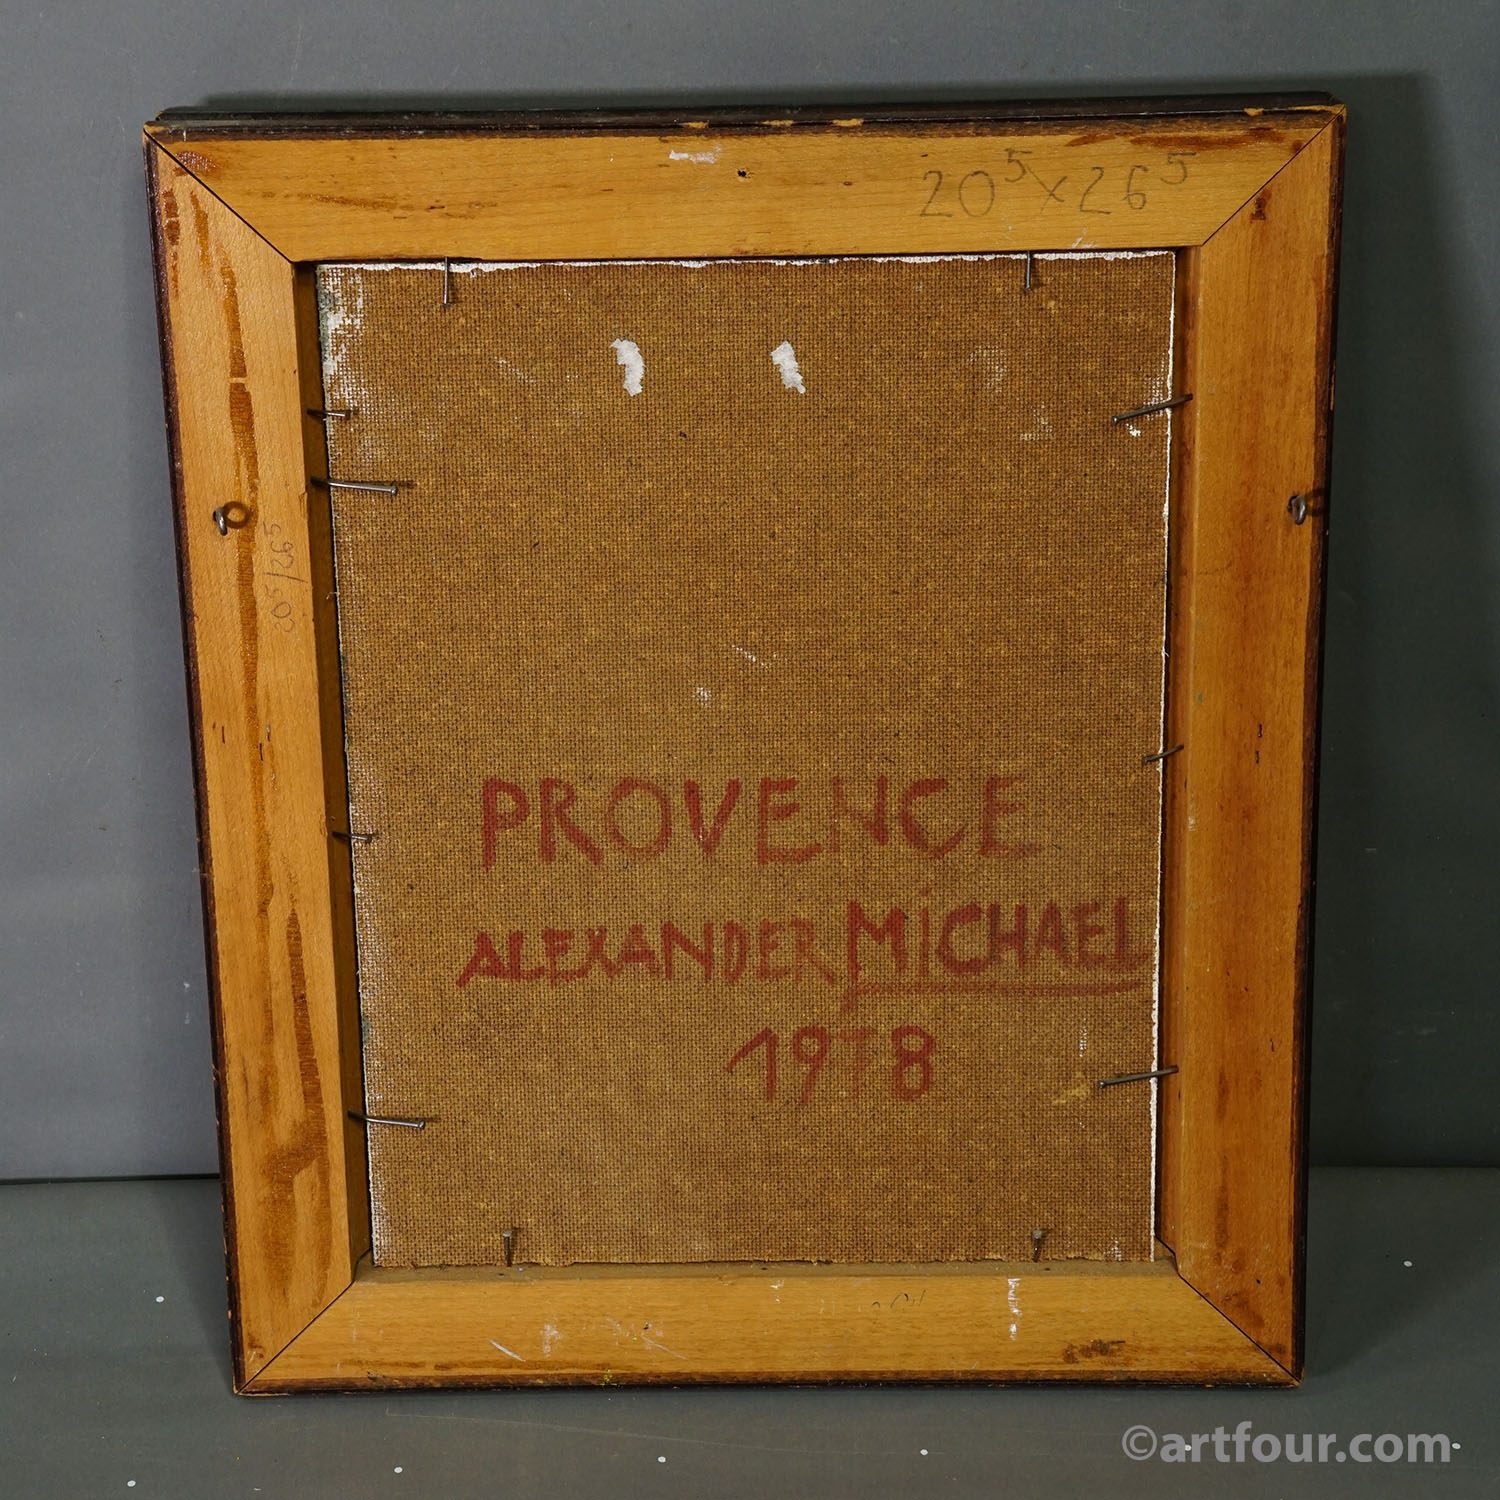 20⁵ x 26⁵
20⁵/26⁵
PROVENCE
ALEXANDER MiCHAEL
1978
©artfour.com